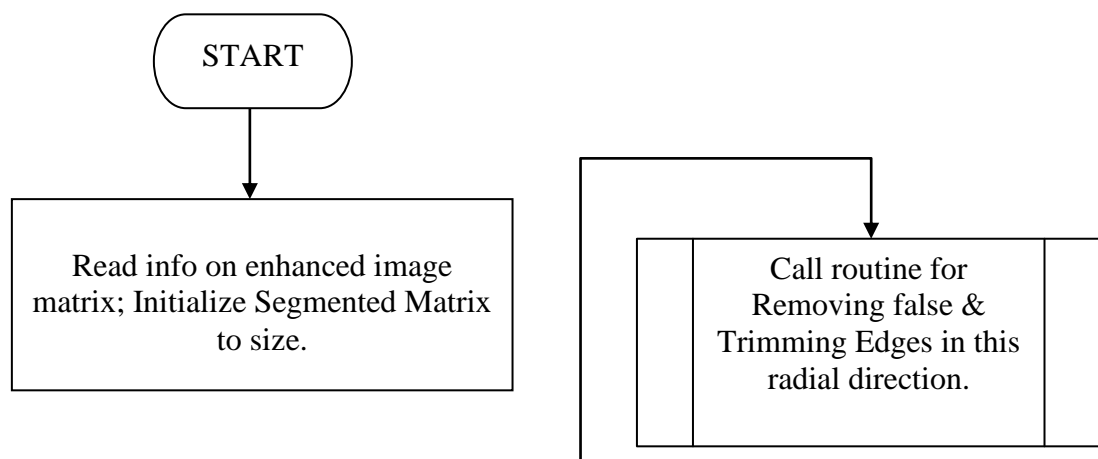 START
Read info on enhanced image
matrix; Initialize Segmented Matrix
to size.
Call routine for
Removing false &
Trimming Edges in this
radial direction.